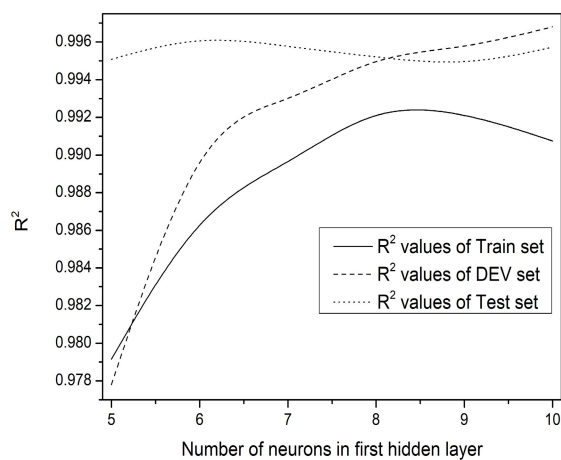 R²
0.996
0.994
0.992
0.990
0.988
0.986
0.984
0.982
0.980
0.978
R² values of Train set
R² values of DEV set
R² values of Test set
5 6 7 8 9 10
Number of neurons in first hidden layer